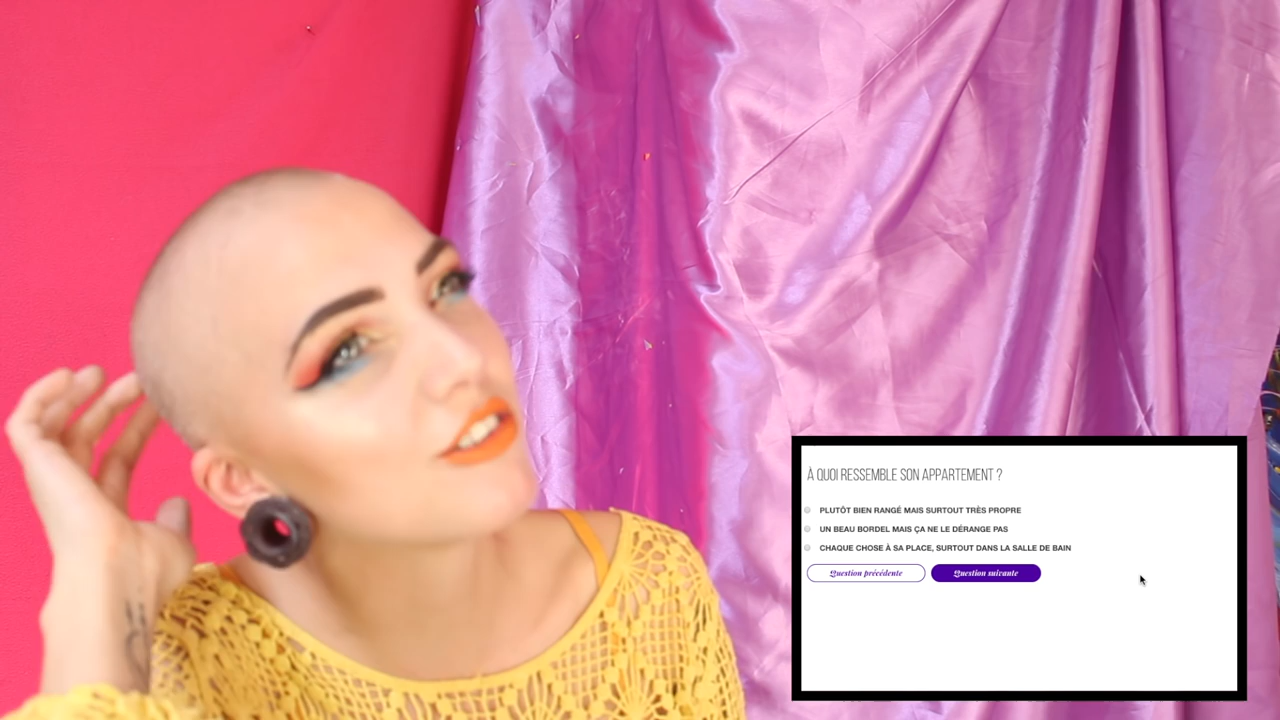 À QUOI RESSEMBLE SON APPARTEMENT ?
PLUTÔT BIEN RANGÉ MAIS SURTOUT TRÈS PROPRE
UN BEAU BORDEL MAIS ÇA NE LE DÉRANGE PAS
CHAQUE CHOSE À SA PLACE, SURTOUT DANS LA SALLE DE BAIN
Question précédente Question suivante